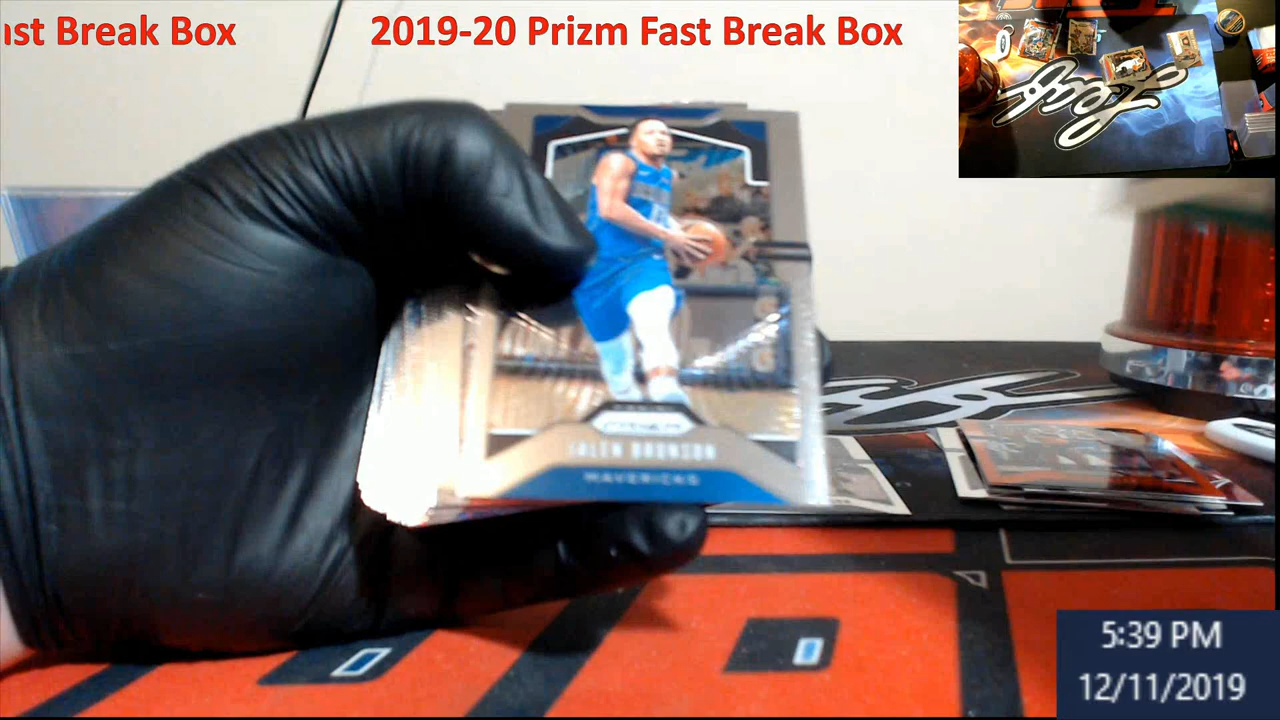 ast Break Box
2019-20 Prizm Fast Break Box
JALEN BRUNSON
MAVERICKS
5:39 PM
12/11/2019